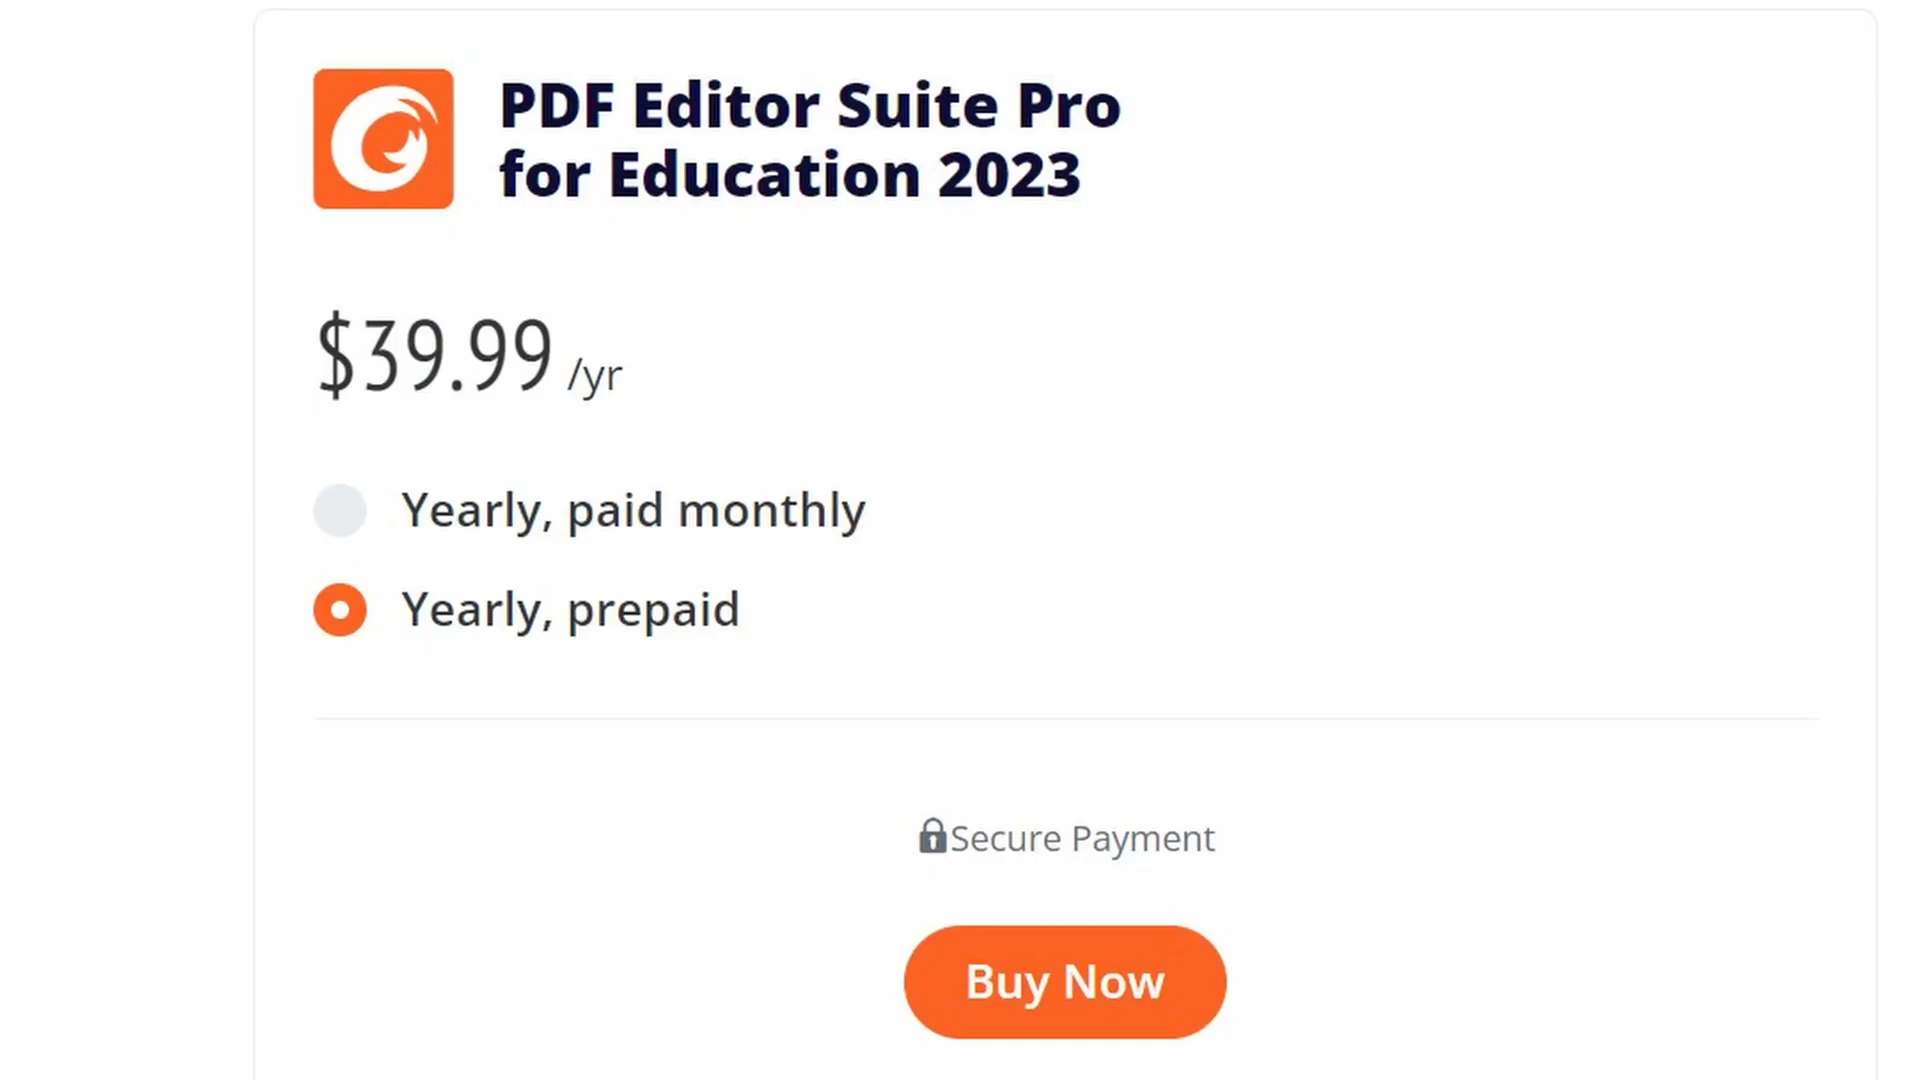 PDF Editor Suite Pro
for Education 2023
$39.99 /yr
Yearly, paid monthly
Yearly, prepaid
Secure Payment
Buy Now